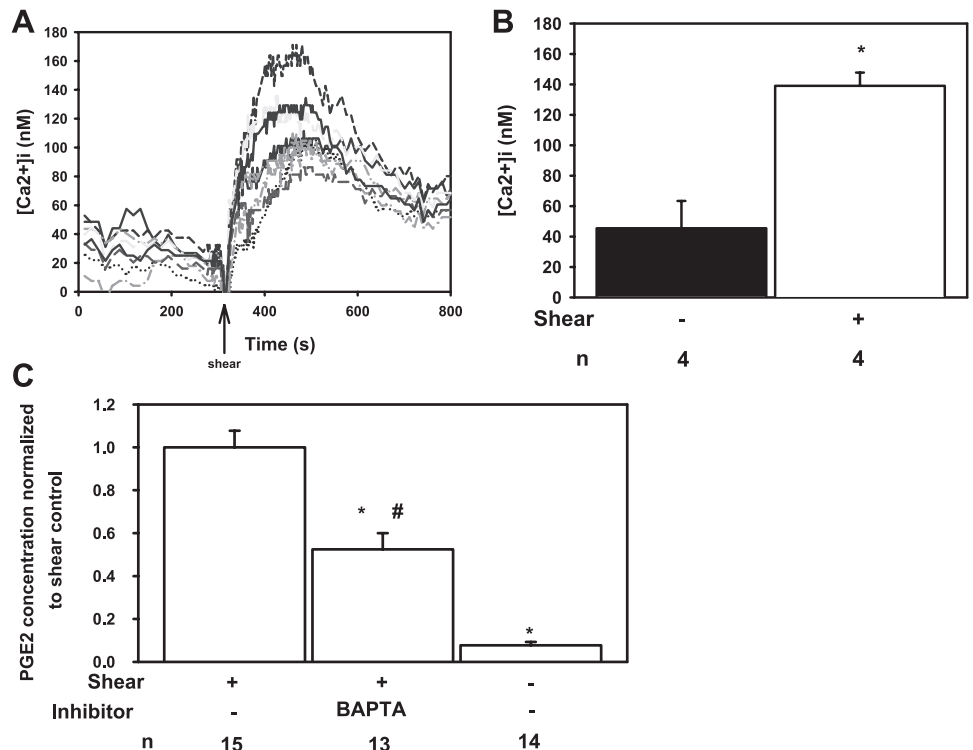 A
[Ca2+]i (nM)
180
160
140
120
100
80
60
40
20
0
0 200 400 600 800
Time (s)
shear
B
[Ca2+]i (nM)
180
160
140
120
100
80
60
40
20
0
*
Shear - +
n 4 4
C
PGE2 concentration normalized
to shear control
1.2
1.0
0.8
0.6
0.4
0.2
0.0
* #
*
Shear + + -
Inhibitor - BAPTA -
n 15 13 14